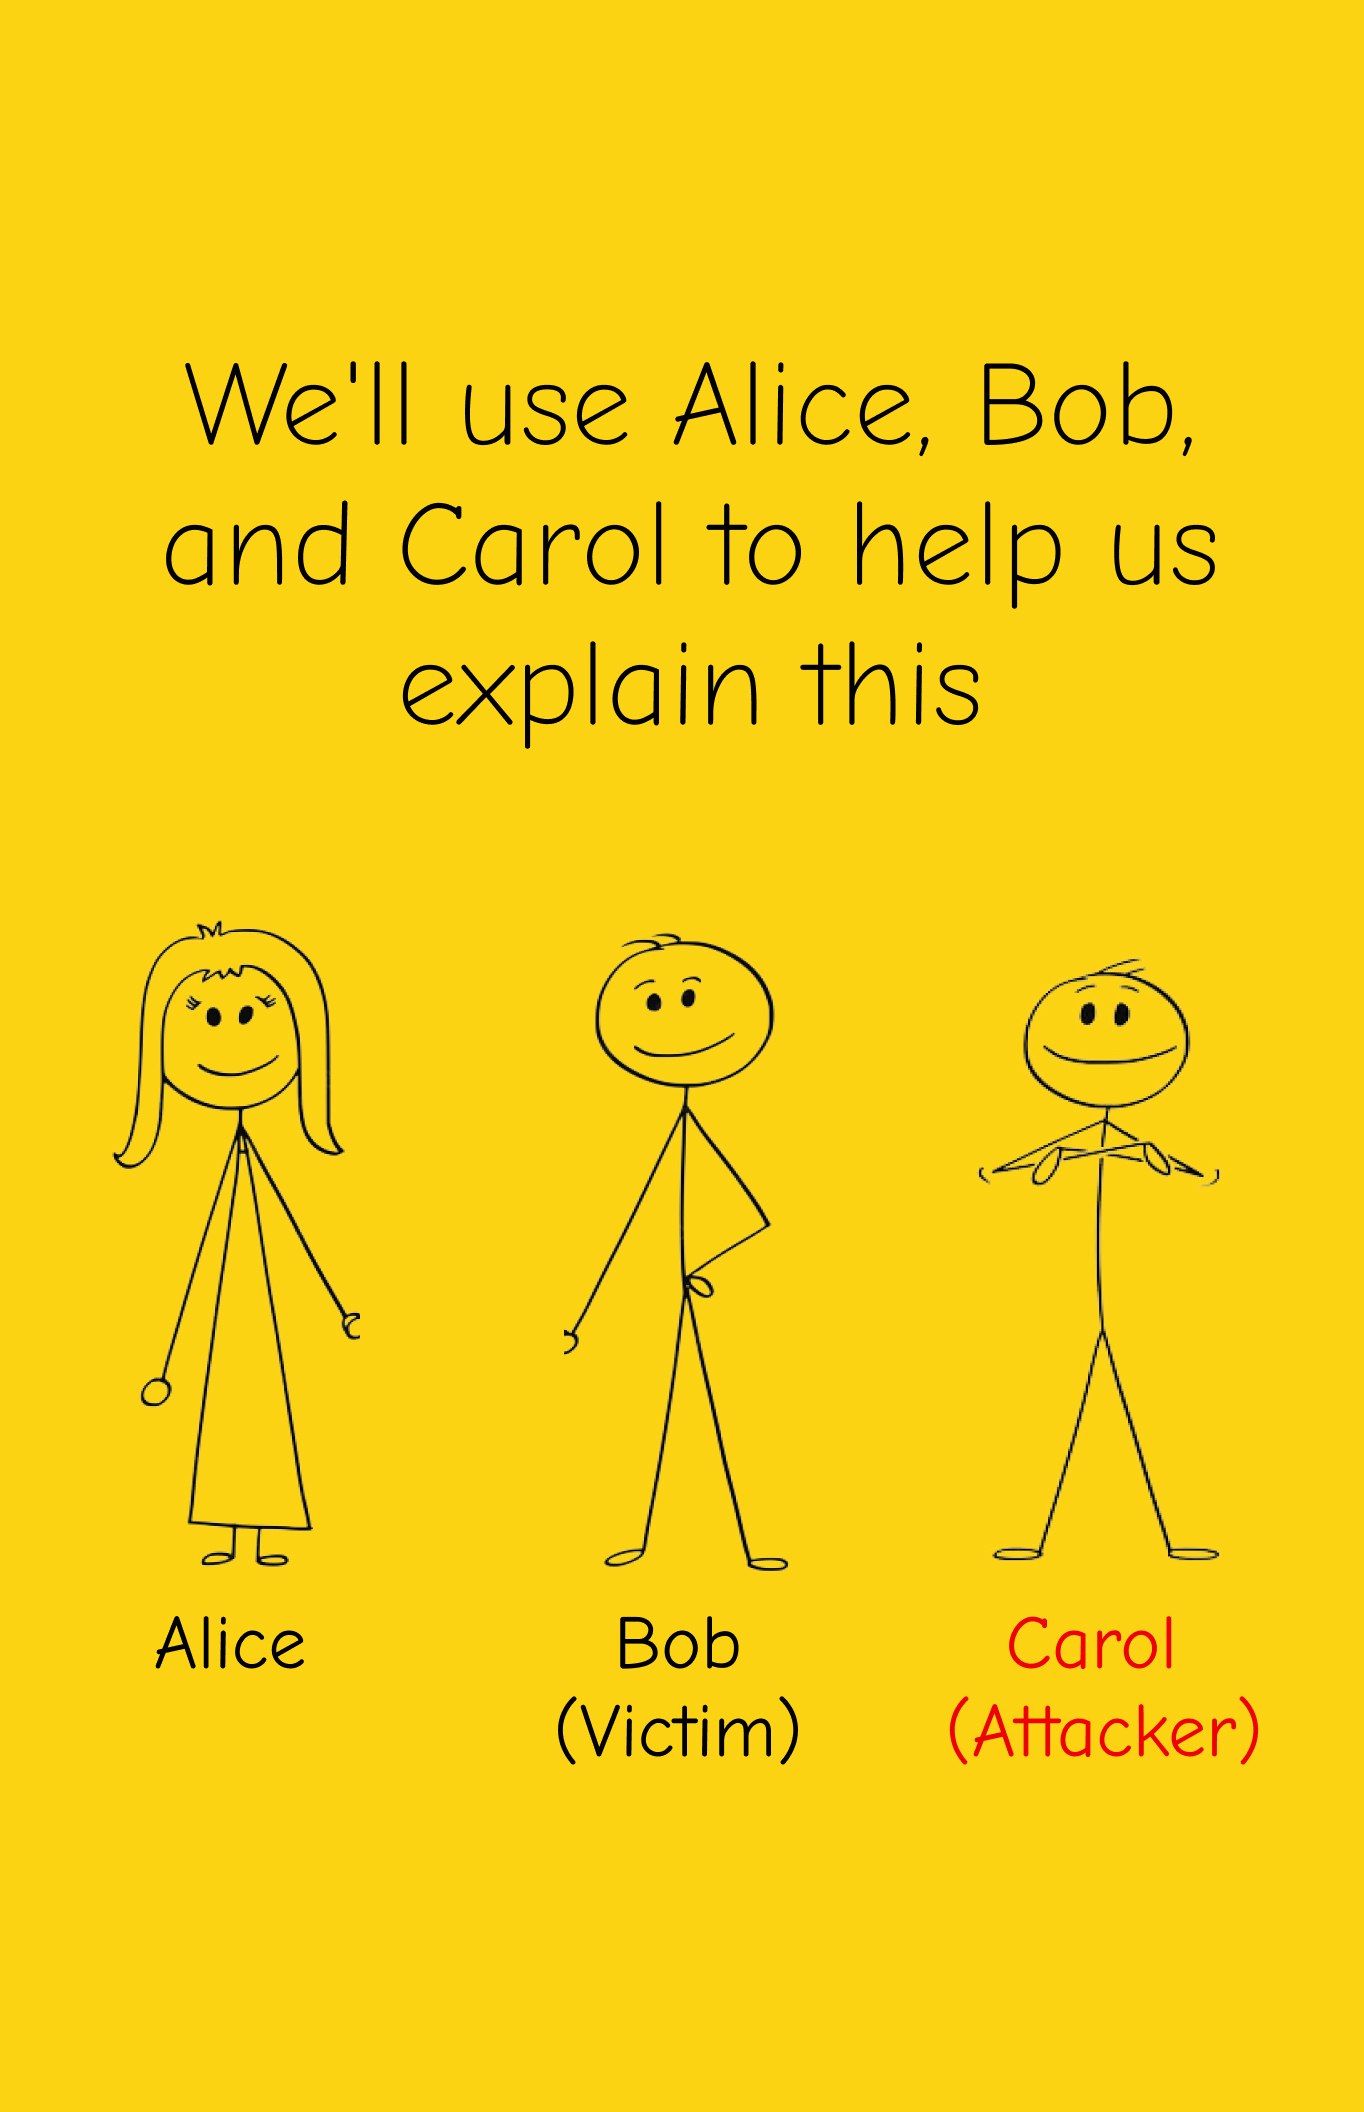 We'll use Alice, Bob,
and Carol to help us
explain this
Alice
Bob
(Victim)
Carol
(Attacker)